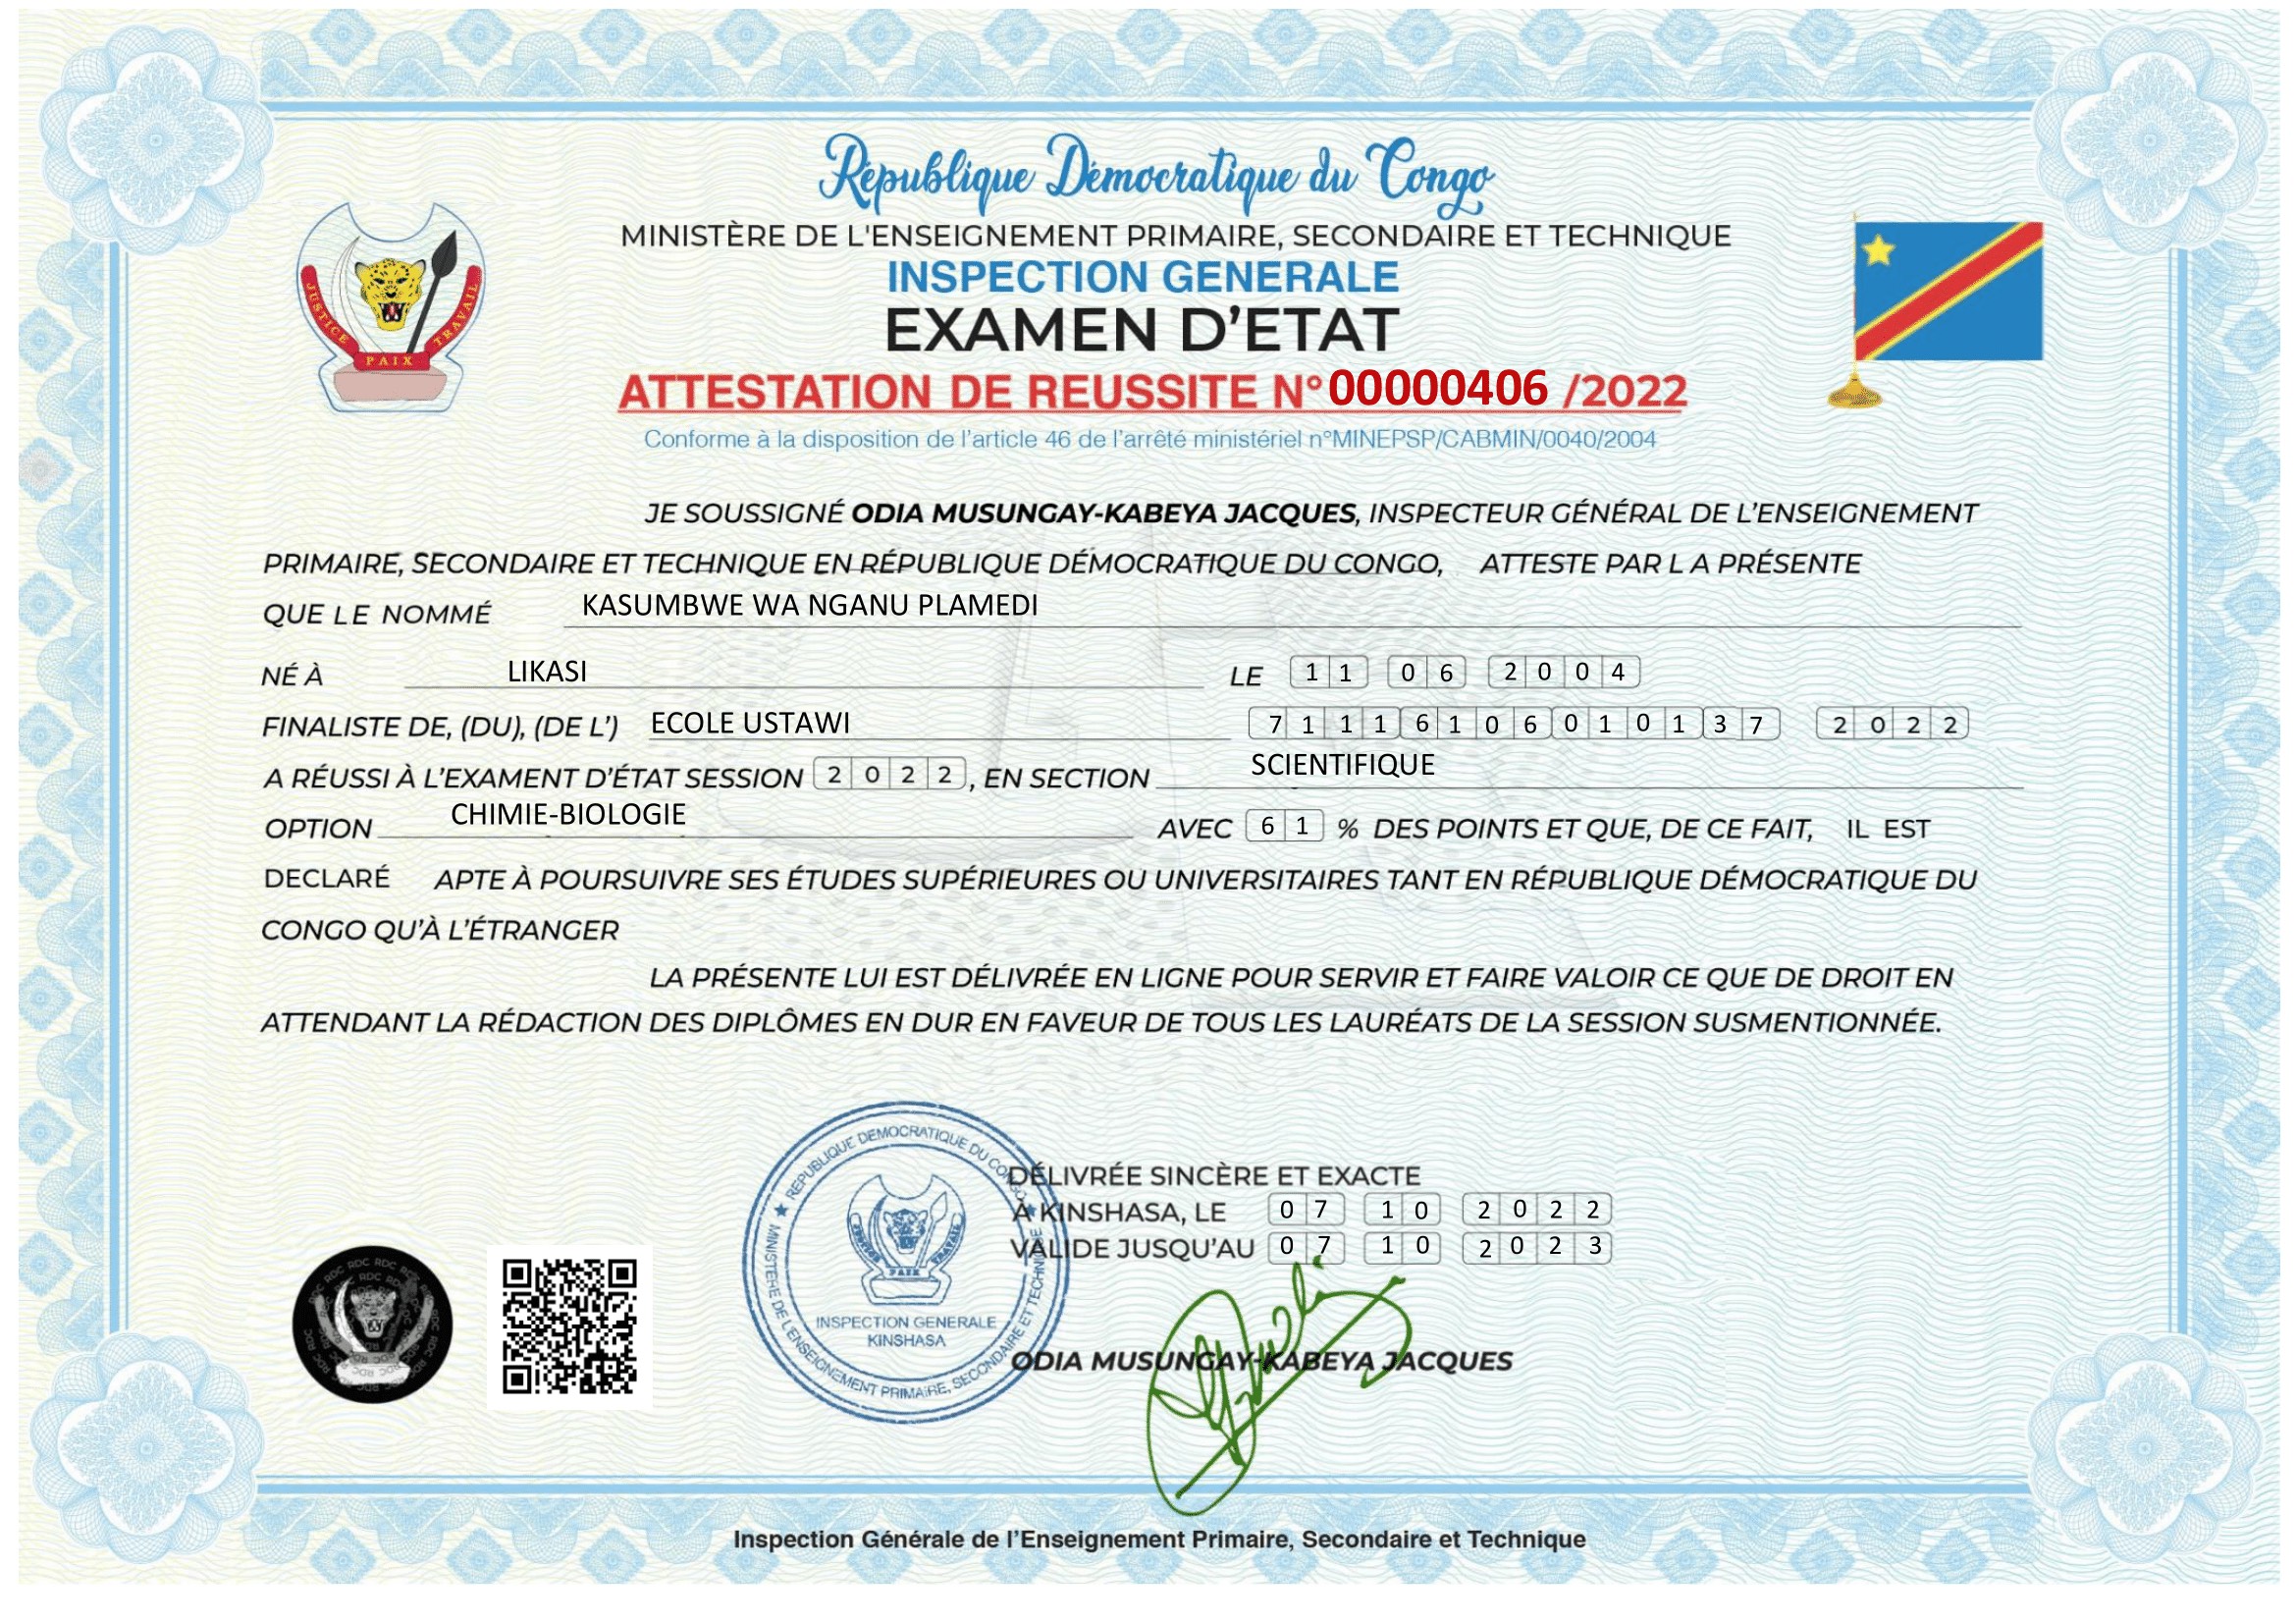 République Démocratique du Congo
MINISTÈRE DE L'ENSEIGNEMENT PRIMAIRE, SECONDAIRE ET TECHNIQUE
INSPECTION GENERALE
EXAMEN D'ETAT
ATTESTATION DE REUSSITE N° 00000406 /2022
Conforme à la disposition de l'article 46 de l'arrêté ministériel n°MINEPSP/CABMIN/0040/2004
JUSTICE PAIX TRAVAIL
JE SOUSSIGNÉ ODIA MUSUNGAY-KABEYA JACQUES, INSPECTEUR GÉNÉRAL DE L'ENSEIGNEMENT
PRIMAIRE, SECONDAIRE ET TECHNIQUE EN RÉPUBLIQUE DÉMOCRATIQUE DU CONGO, ATTESTE PAR L A PRÉSENTE
QUE LE NOMMÉ KASUMBWE WA NGANU PLAMEDI
NÉ À LIKASI LE 11 06 2004
FINALISTE DE, (DU), (DE L') ECOLE USTAWI 71116106010137 2022
A RÉUSSI À L'EXAMENT D'ÉTAT SESSION 2022, EN SECTION SCIENTIFIQUE
OPTION CHIMIE-BIOLOGIE AVEC 61 % DES POINTS ET QUE, DE CE FAIT, IL EST
DECLARÉ APTE À POURSUIVRE SES ÉTUDES SUPÉRIEURES OU UNIVERSITAIRES TANT EN RÉPUBLIQUE DÉMOCRATIQUE DU
CONGO QU'À L'ÉTRANGER
LA PRÉSENTE LUI EST DÉLIVRÉE EN LIGNE POUR SERVIR ET FAIRE VALOIR CE QUE DE DROIT EN
ATTENDANT LA RÉDACTION DES DIPLÔMES EN DUR EN FAVEUR DE TOUS LES LAURÉATS DE LA SESSION SUSMENTIONNÉE.
REPUBLIQUE DEMOCRATIQUE DU CONGO
MINISTERE DE L'ENSEIGNEMENT PRIMAIRE, SECONDAIRE ET TECHNIQUE
PAIX
INSPECTION GENERALE
KINSHASA
DÉLIVRÉE SINCÈRE ET EXACTE
À KINSHASA, LE 07 10 2022
VALIDE JUSQU'AU 07 10 2023
ODIA MUSUNGAY-KABEYA JACQUES
RDC RDC RDC RDC
Inspection Générale de l'Enseignement Primaire, Secondaire et Technique